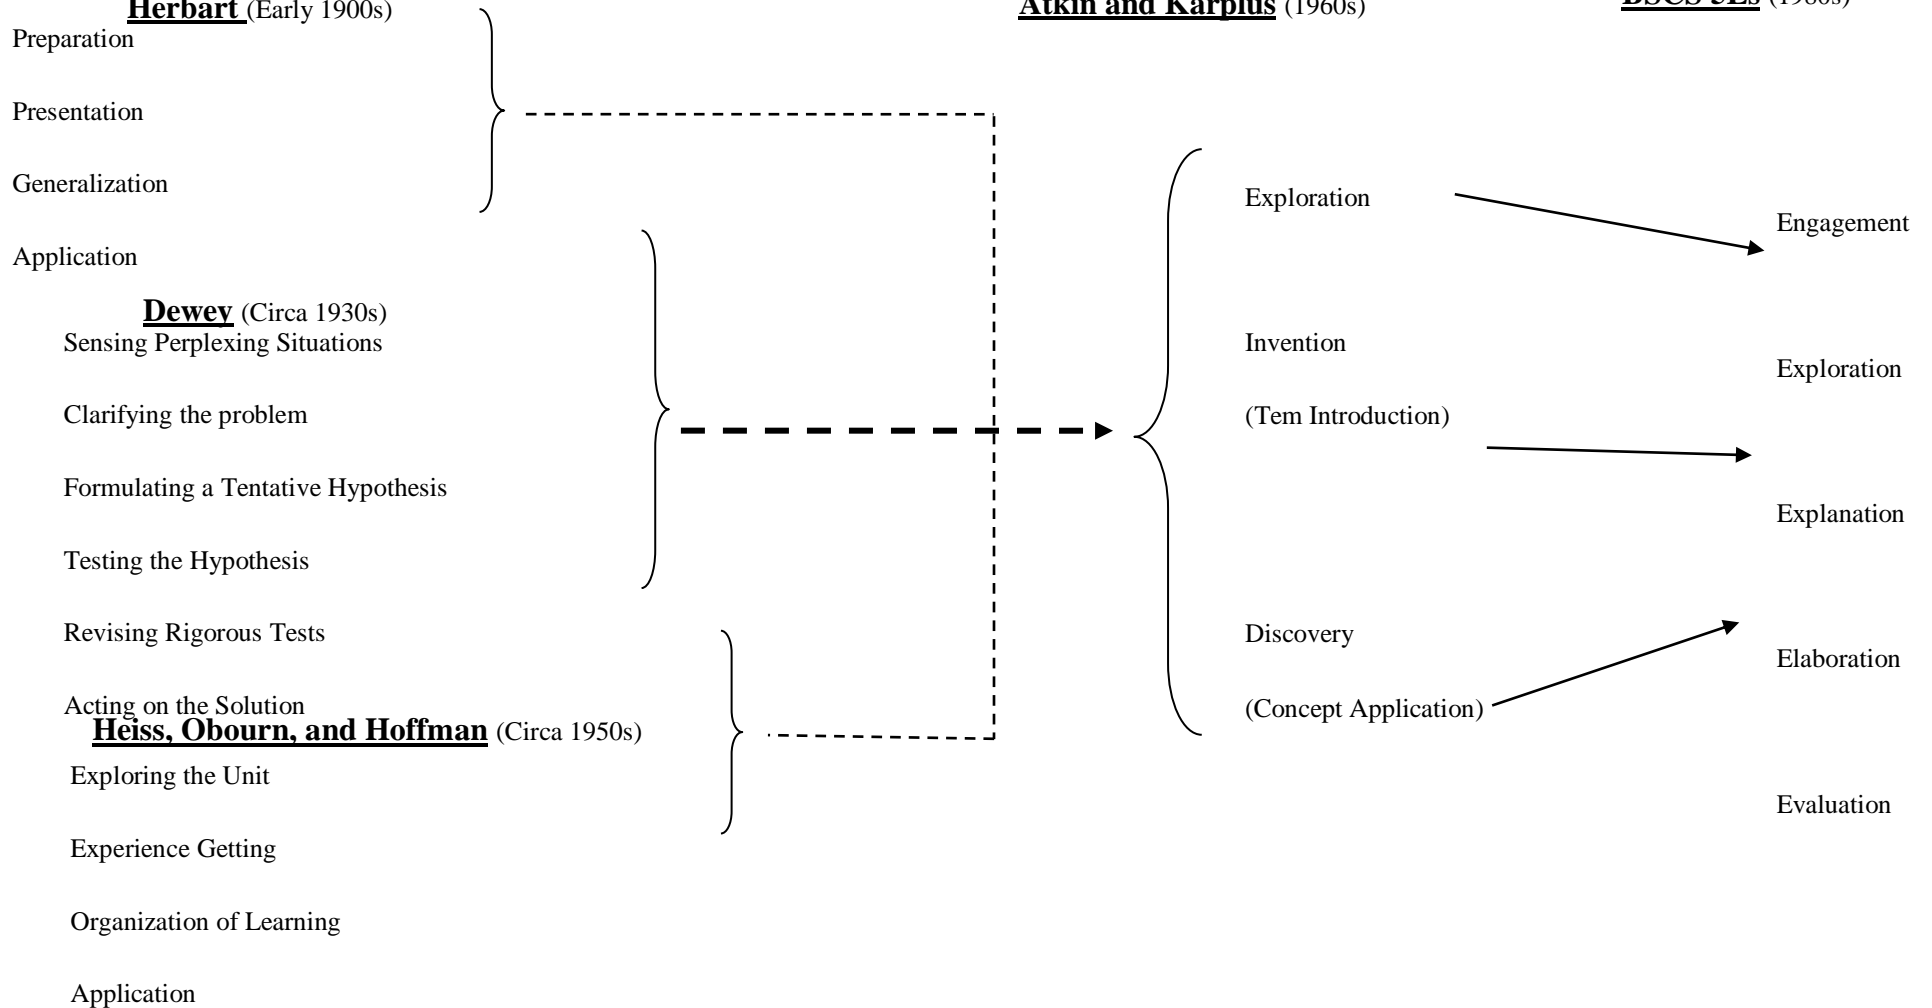 Herbart (Early 1900s)
Preparation
Presentation
Generalization
Application
Dewey (Circa 1930s)
Sensing Perplexing Situations
Clarifying the problem
Formulating a Tentative Hypothesis
Testing the Hypothesis
Revising Rigorous Tests
Acting on the Solution
Heiss, Obourn, and Hoffman (Circa 1950s)
Exploring the Unit
Experience Getting
Organization of Learning
Application
Atkin and Karplus (1960s)
Exploration
Invention
(Tem Introduction)
Discovery
(Concept Application)
BSCS 5Es (1980s)
Engagement
Exploration
Explanation
Elaboration
Evaluation